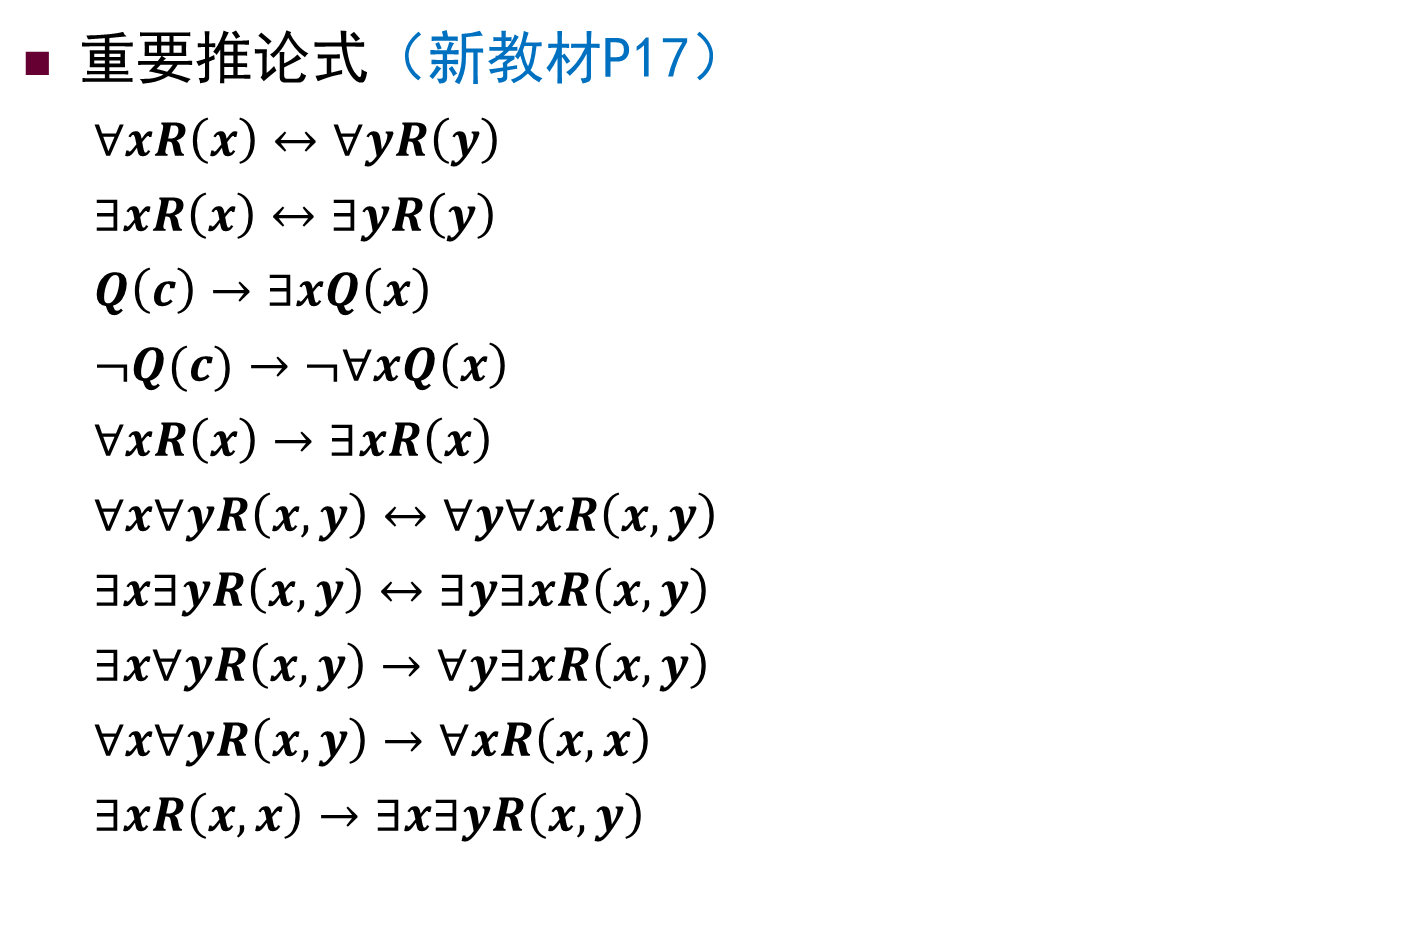 重要推论式（新教材P17）
∀xR(x) ↔ ∀yR(y)
∃xR(x) ↔ ∃yR(y)
Q(c) → ∃xQ(x)
¬Q(c) → ¬∀xQ(x)
∀xR(x) → ∃xR(x)
∀x∀yR(x, y) ↔ ∀y∀xR(x, y)
∃x∃yR(x, y) ↔ ∃y∃xR(x, y)
∃x∀yR(x, y) → ∀y∃xR(x, y)
∀x∀yR(x, y) → ∀xR(x, x)
∃xR(x, x) → ∃x∃yR(x, y)